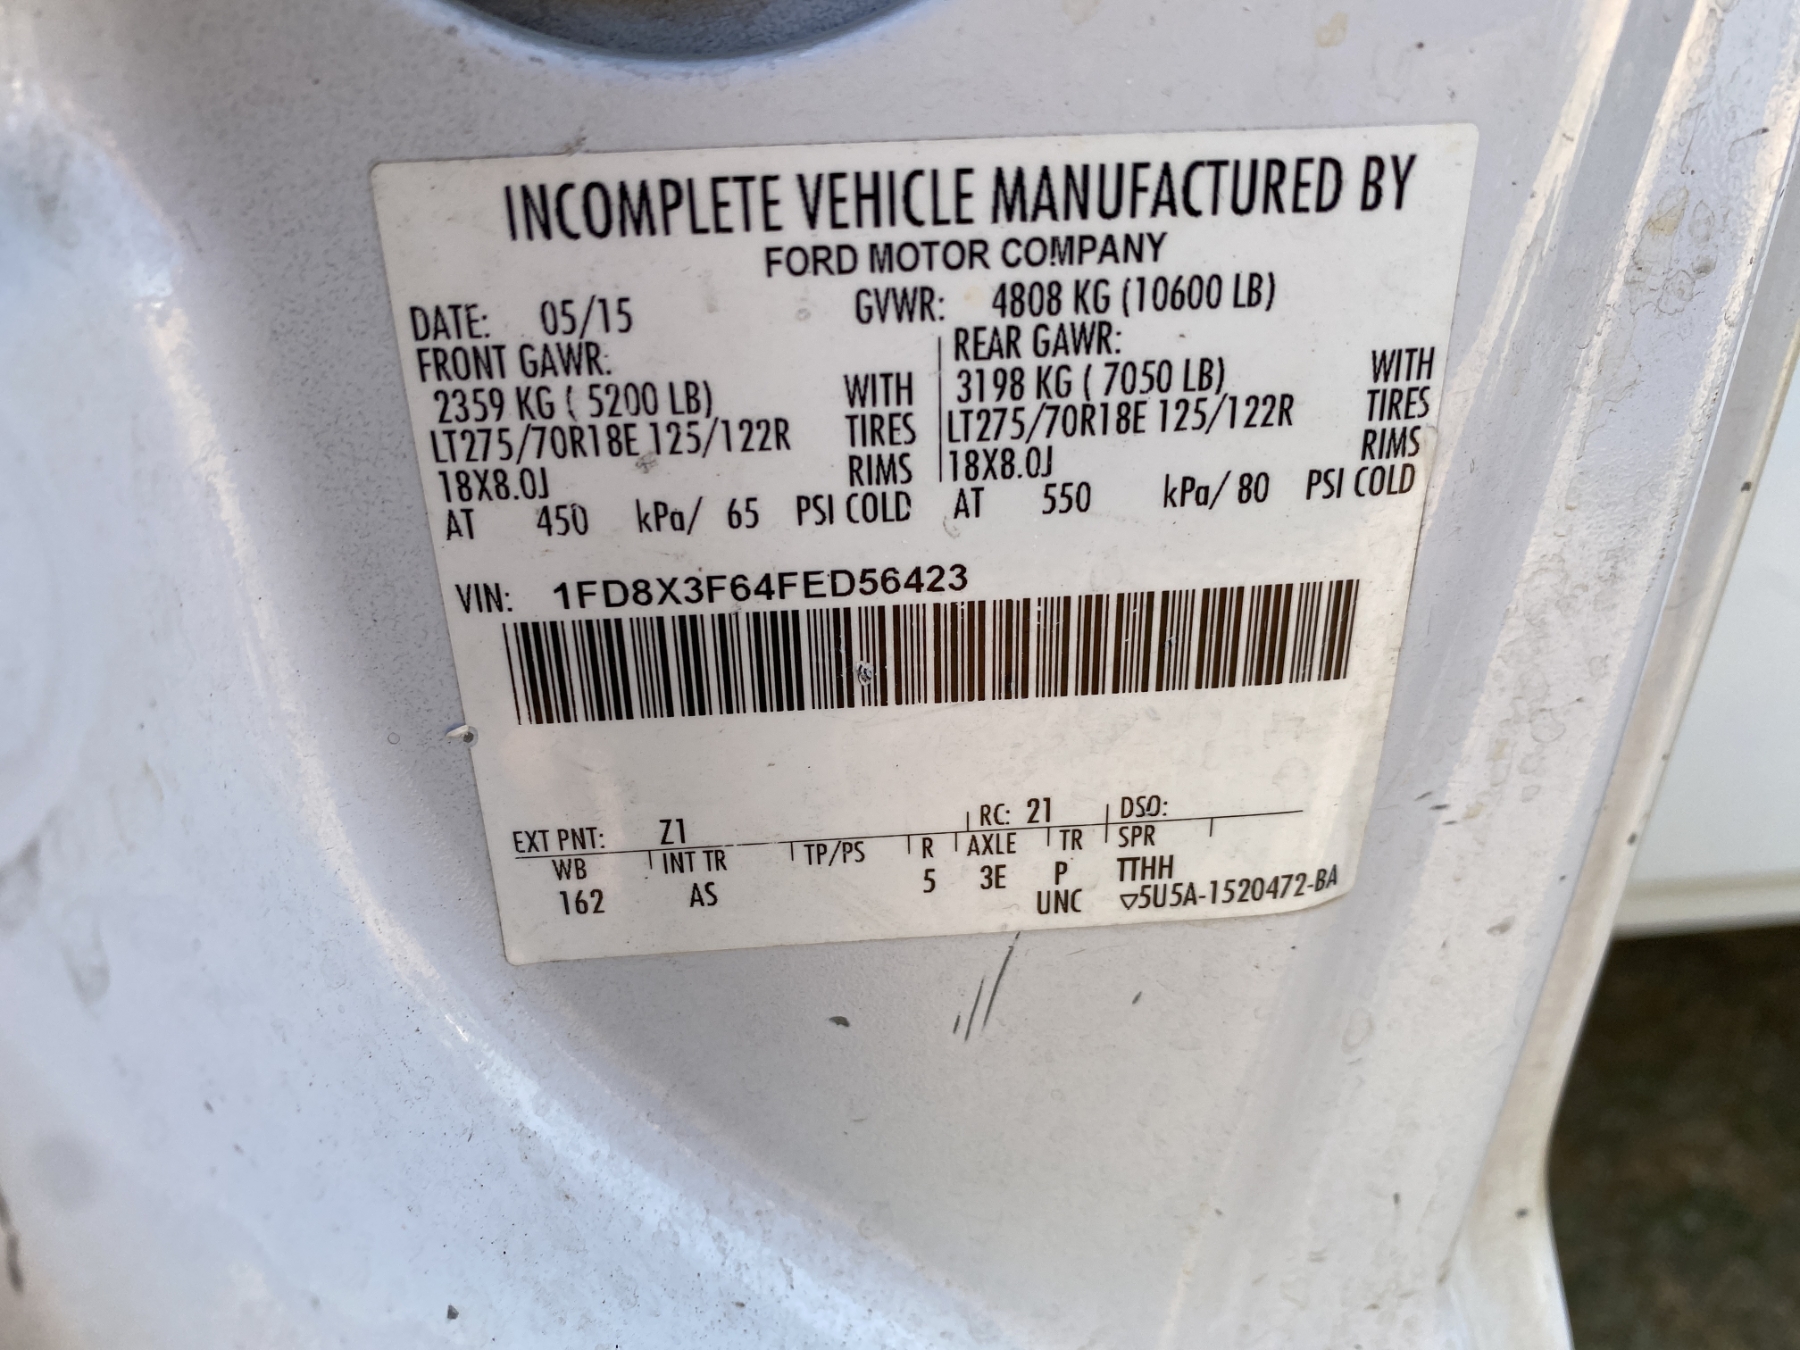 INCOMPLETE VEHICLE MANUFACTURED BY
FORD MOTOR COMPANY
DATE: 05/15 GVWR: 4808 KG (10600 LB)
FRONT GAWR: REAR GAWR:
2359 KG ( 5200 LB) WITH 3198 KG ( 7050 LB) WITH
LT275/70R18E 125/122R TIRES LT275/70R18E 125/122R TIRES
18X8.0J RIMS 18X8.0J RIMS
AT 450 kPa/ 65 PSI COLD AT 550 kPa/ 80 PSI COLD
VIN: 1FD8X3F64FED56423
EXT PNT: Z1 RC: 21 DSO:
WB INT TR TP/PS R AXLE TR SPR
162 AS 5 3E P TTHH
UNC ▽5U5A-1520472-BA